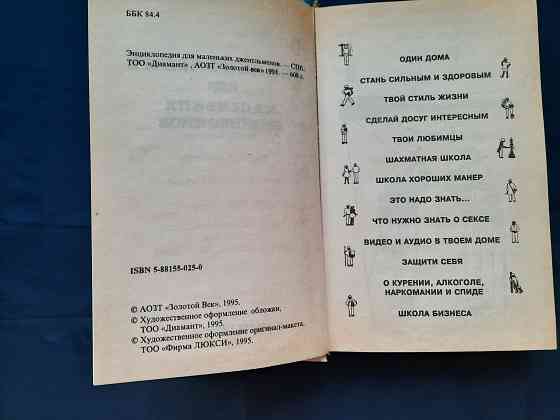 ББК 84.4
Энциклопедия для маленьких джентльменов. — СПб,
ТОО «Диамант», АОЗТ «Золотой век» 1995. — 608 с.
ISBN 5-88155-025-0
© АОЗТ «Золотой Век», 1995.
© Художественное оформление обложки,
ТОО «Диамант», 1995.
© Художественное оформление оригинал-макета,
ТОО «Фирма ЛЮКСИ», 1995.
ОДИН ДОМА
СТАНЬ СИЛЬНЫМ И ЗДОРОВЫМ
ТВОЙ СТИЛЬ ЖИЗНИ
СДЕЛАЙ ДОСУГ ИНТЕРЕСНЫМ
ТВОИ ЛЮБИМЦЫ
ШАХМАТНАЯ ШКОЛА
ШКОЛА ХОРОШИХ МАНЕР
ЭТО НАДО ЗНАТЬ...
ЧТО НУЖНО ЗНАТЬ О СЕКСЕ
ВИДЕО И АУДИО В ТВОЕМ ДОМЕ
ЗАЩИТИ СЕБЯ
О КУРЕНИИ, АЛКОГОЛЕ,
НАРКОМАНИИ И СПИДЕ
ШКОЛА БИЗНЕСА